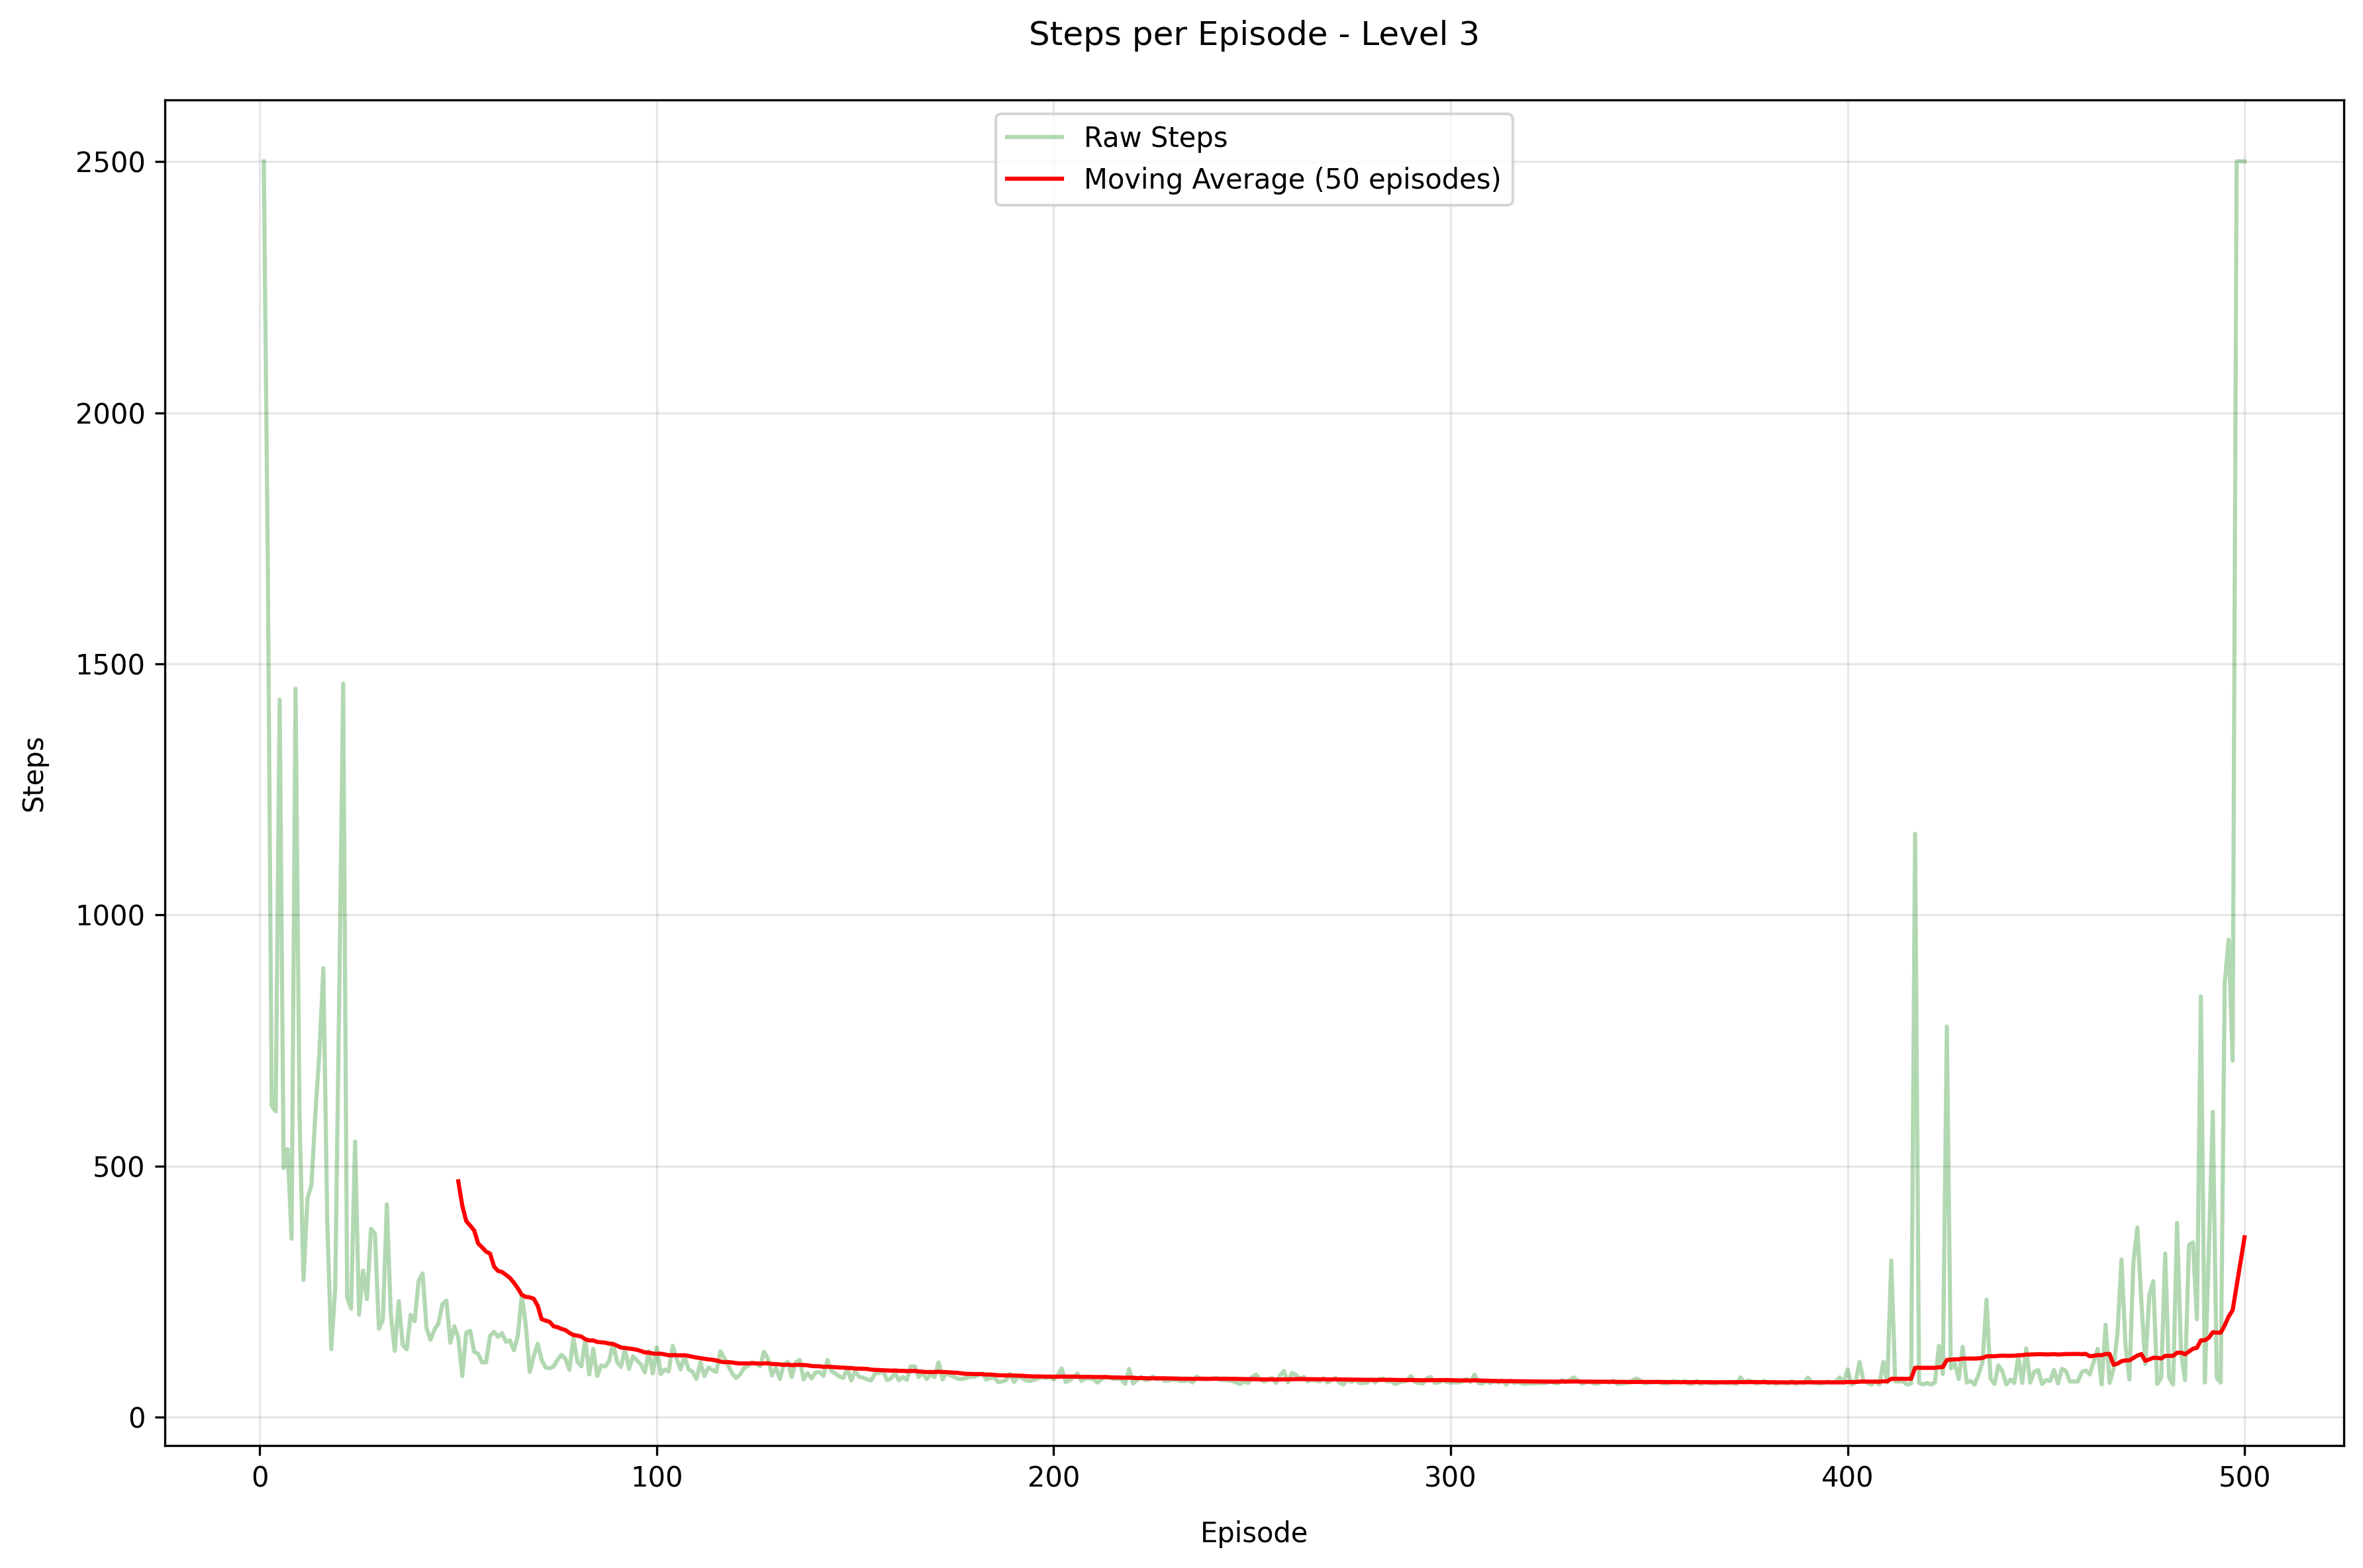 Steps per Episode - Level 3
Raw Steps
Moving Average (50 episodes)
2500
2000
1500
1000
500
0
Steps
0 100 200 300 400 500
Episode